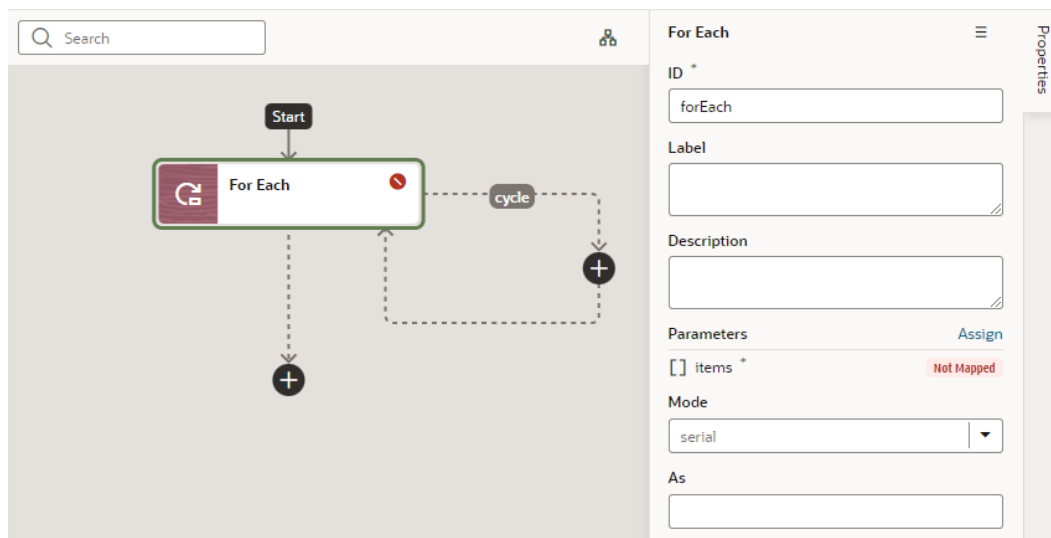 Search
Start
For Each
cycle
For Each
ID *
forEach
Label
Description
Parameters Assign
[] items * Not Mapped
Mode
serial
As
Properties